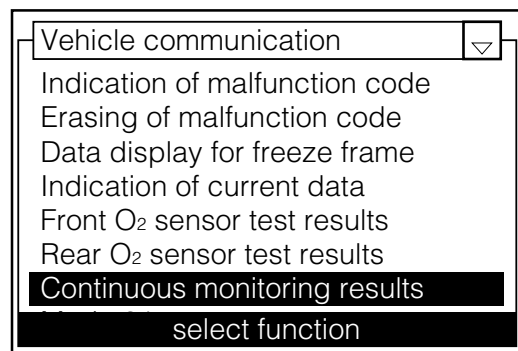 Vehicle communication
Indication of malfunction code
Erasing of malfunction code
Data display for freeze frame
Indication of current data
Front O₂ sensor test results
Rear O₂ sensor test results
Continuous monitoring results
select function